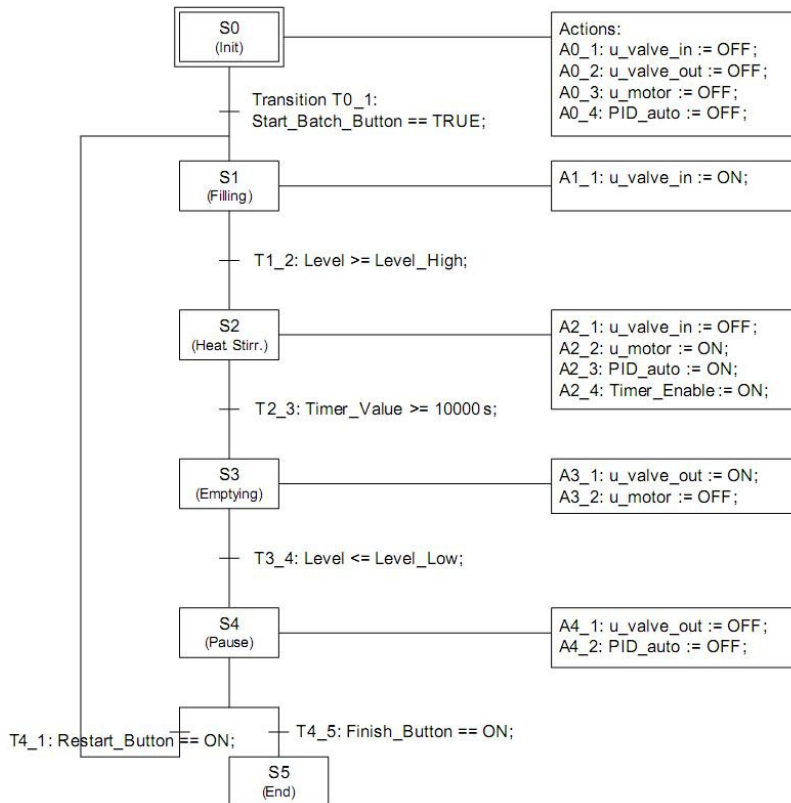 S0
(Init)
Actions:
A0_1: u_valve_in := OFF;
A0_2: u_valve_out := OFF;
A0_3: u_motor := OFF;
A0_4: PID_auto := OFF;
Transition T0_1:
Start_Batch_Button == TRUE;
S1
(Filling)
A1_1: u_valve_in := ON;
T1_2: Level >= Level_High;
S2
(Heat Stirr.)
A2_1: u_valve_in := OFF;
A2_2: u_motor := ON;
A2_3: PID_auto := ON;
A2_4: Timer_Enable := ON;
T2_3: Timer_Value >= 10000 s;
S3
(Emptying)
A3_1: u_valve_out := ON;
A3_2: u_motor := OFF;
T3_4: Level <= Level_Low;
S4
(Pause)
A4_1: u_valve_out := OFF;
A4_2: PID_auto := OFF;
T4_1: Restart_Button == ON;
T4_5: Finish_Button == ON;
S5
(End)